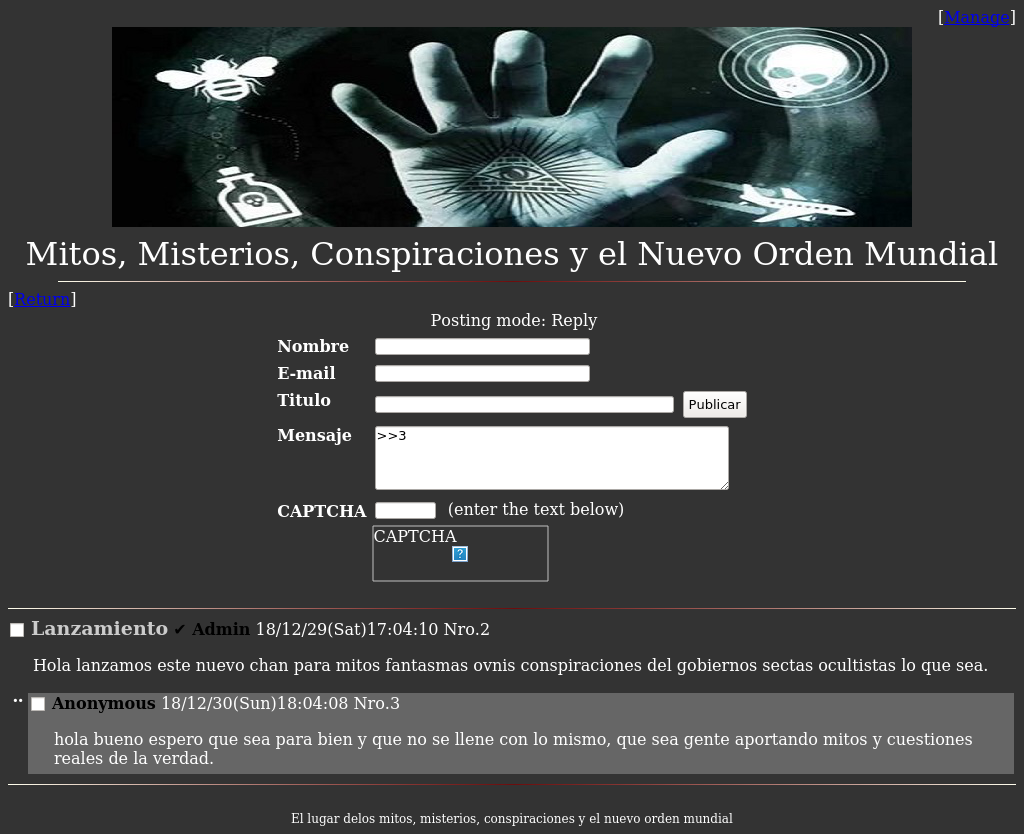 [Manage]
Mitos, Misterios, Conspiraciones y el Nuevo Orden Mundial
[Return]
Posting mode: Reply
Nombre
E-mail
Titulo Publicar
Mensaje >>3
CAPTCHA (enter the text below)
CAPTCHA
?
Lanzamiento ✔ Admin 18/12/29(Sat)17:04:10 Nro.2
Hola lanzamos este nuevo chan para mitos fantasmas ovnis conspiraciones del gobiernos sectas ocultistas lo que sea.
.. Anonymous 18/12/30(Sun)18:04:08 Nro.3
hola bueno espero que sea para bien y que no se llene con lo mismo, que sea gente aportando mitos y cuestiones
reales de la verdad.
El lugar delos mitos, misterios, conspiraciones y el nuevo orden mundial